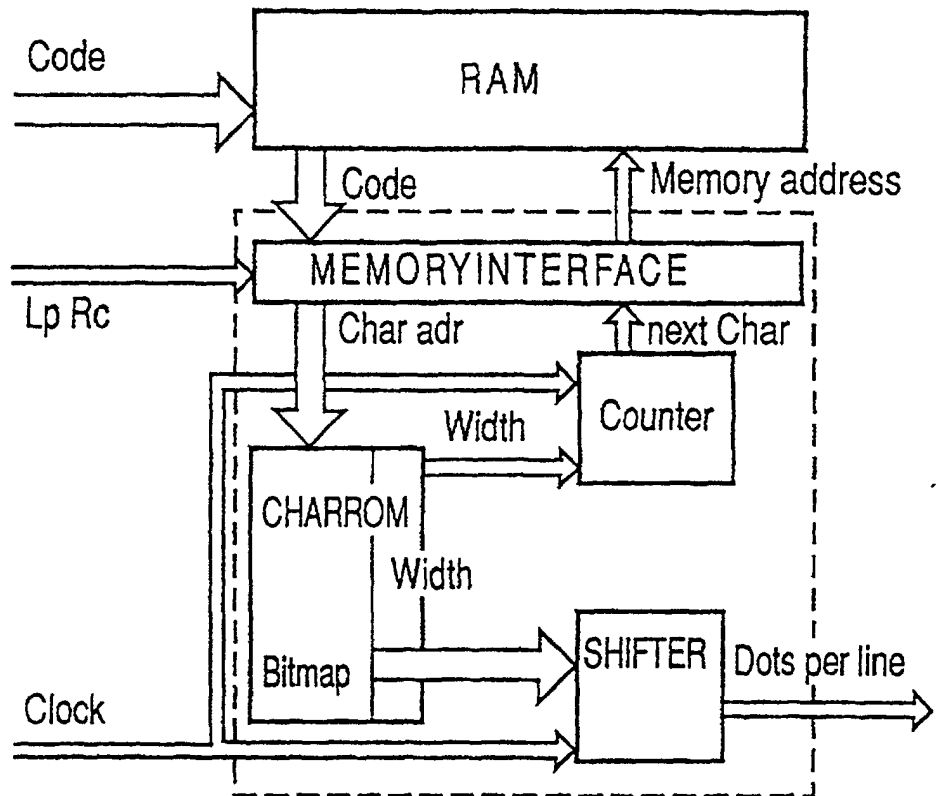 Code
RAM
Code
Memory address
MEMORYINTERFACE
Lp Rc
Char adr
next Char
Width
Counter
CHARROM
Width
Bitmap
SHIFTER
Dots per line
Clock